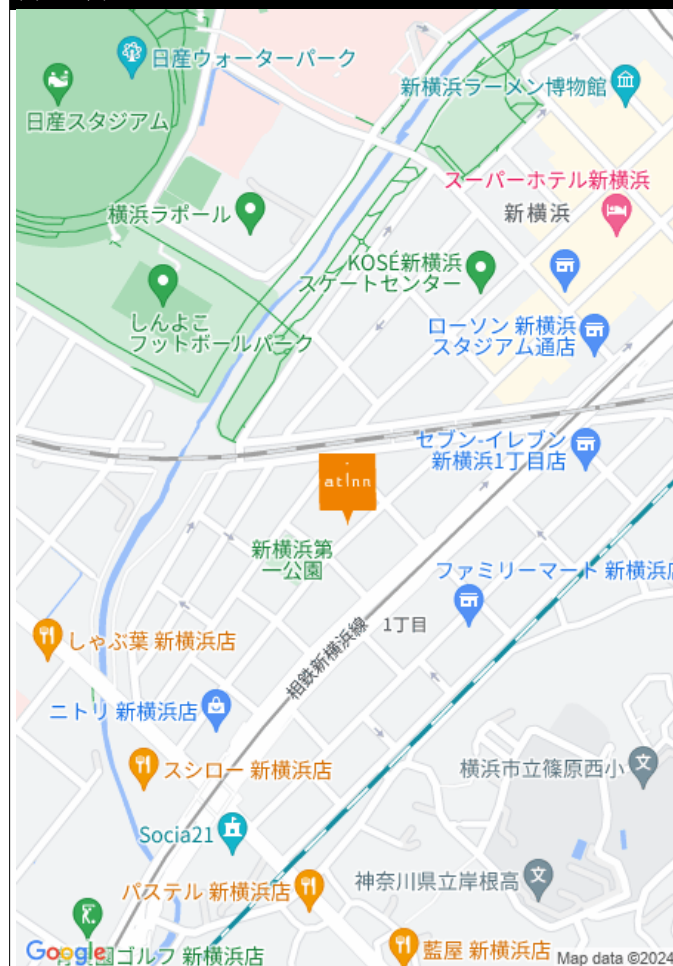 日産ウォーターパーク
新横浜ラーメン博物館
日産スタジアム
スーパーホテル新横浜
横浜ラポール
新横浜
KOSÉ新横浜
スケートセンター
しんよこ
フットボールパーク
ローソン 新横浜
スタジアム通店
セブン-イレブン
新横浜1丁目店
atInn
新横浜第
一公園
ファミリーマート 新横浜店
相鉄新横浜線
1丁目
しゃぶ葉 新横浜店
ニトリ 新横浜店
スシロー 新横浜店
横浜市立篠原西小
文
Socia21
パステル 新横浜店
神奈川県立岸根高
文
藍屋 新横浜店
Google
園ゴルフ 新横浜店
Map data ©2024